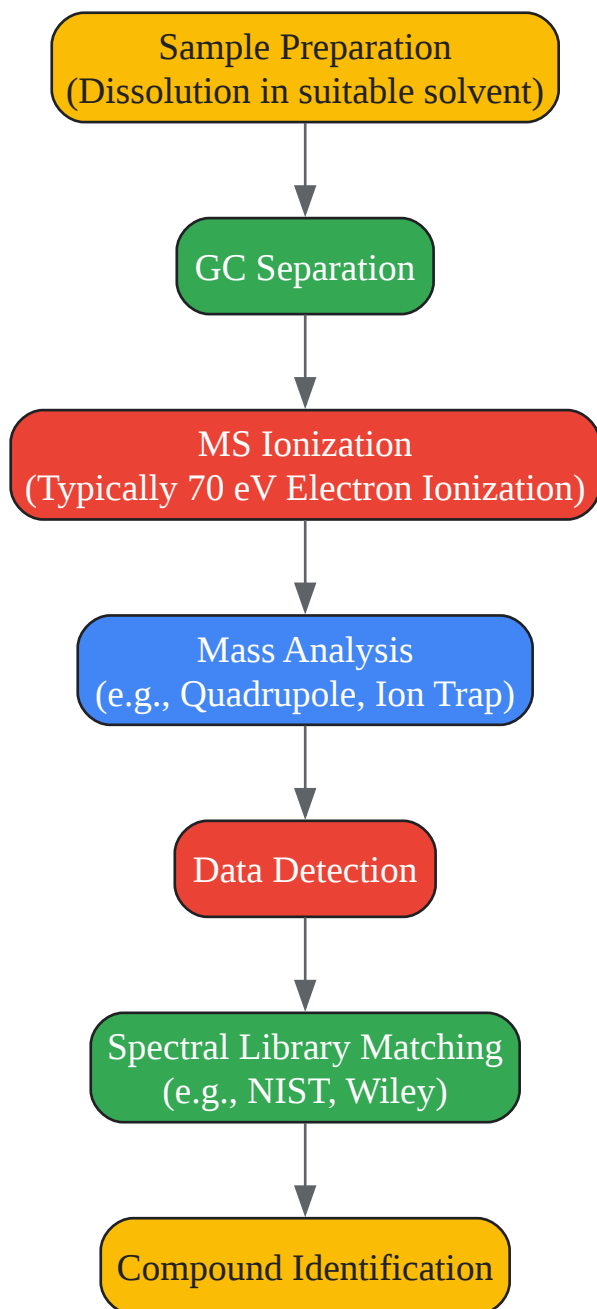 Sample Preparation
(Dissolution in suitable solvent)
GC Separation
MS Ionization
(Typically 70 eV Electron Ionization)
Mass Analysis
(e.g., Quadrupole, Ion Trap)
Data Detection
Spectral Library Matching
(e.g., NIST, Wiley)
Compound Identification